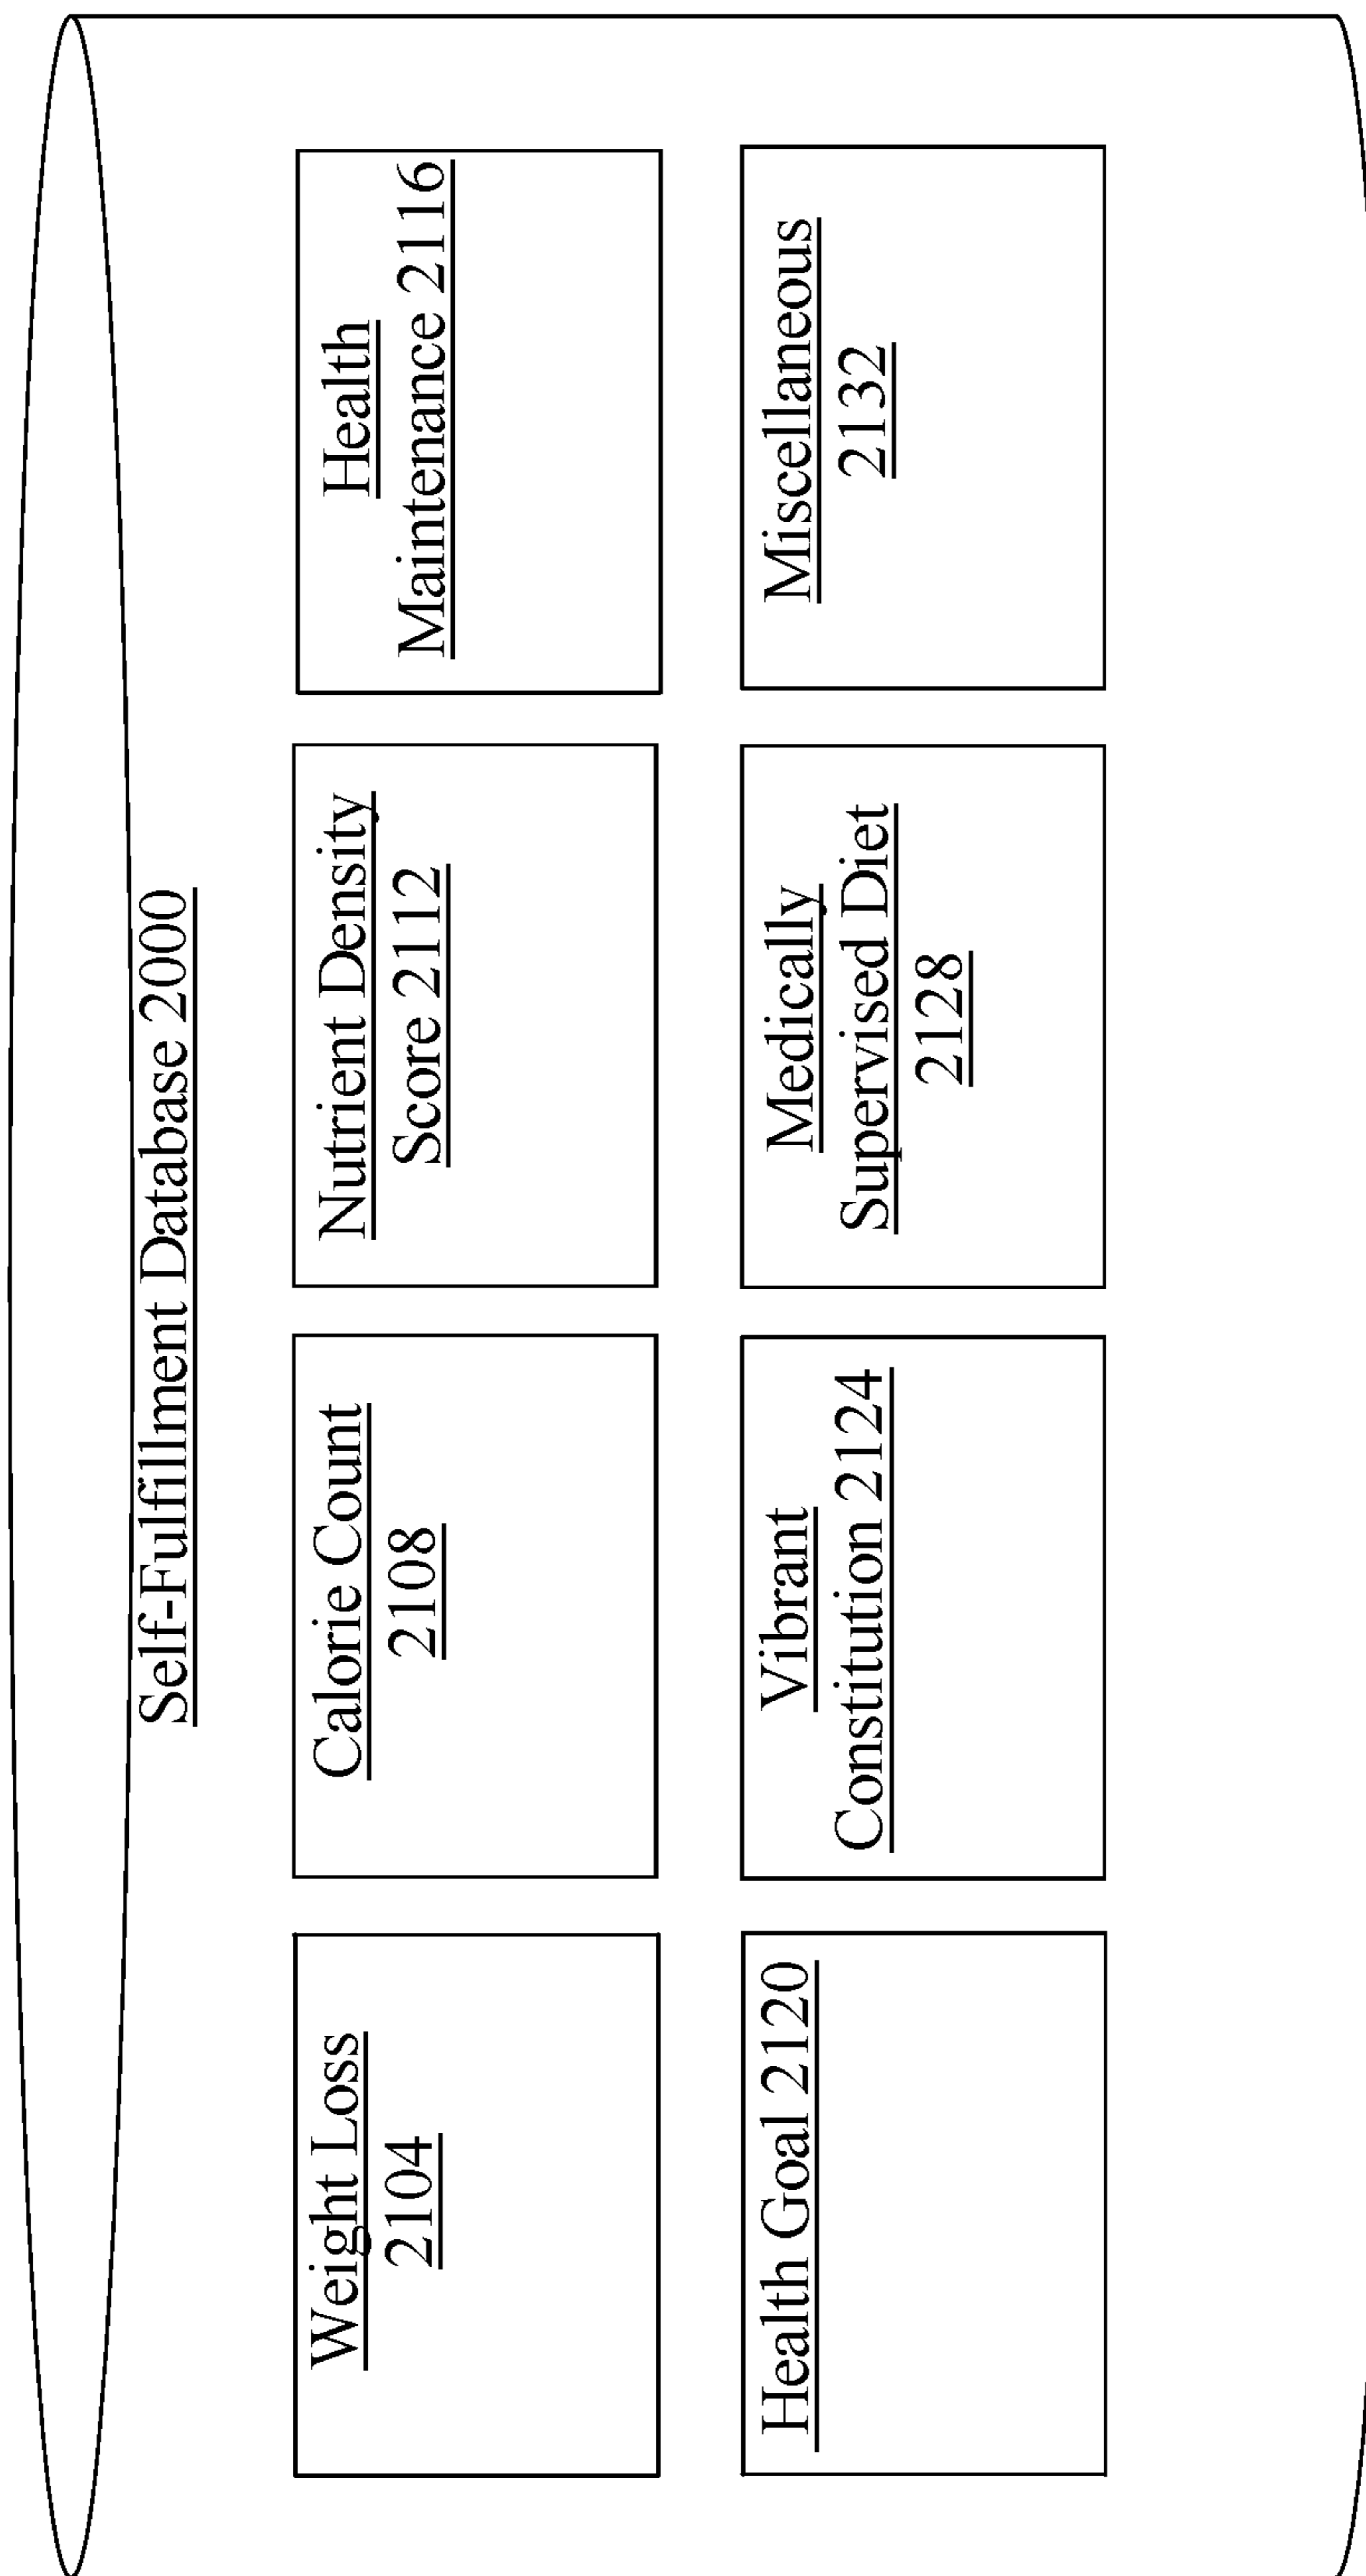 Self-Fulfillment Database 2000
Weight Loss
2104
Calorie Count
2108
Nutrient Density
Score 2112
Health
Maintenance 2116
Health Goal 2120
Vibrant
Constitution 2124
Medically
Supervised Diet
2128
Miscellaneous
2132